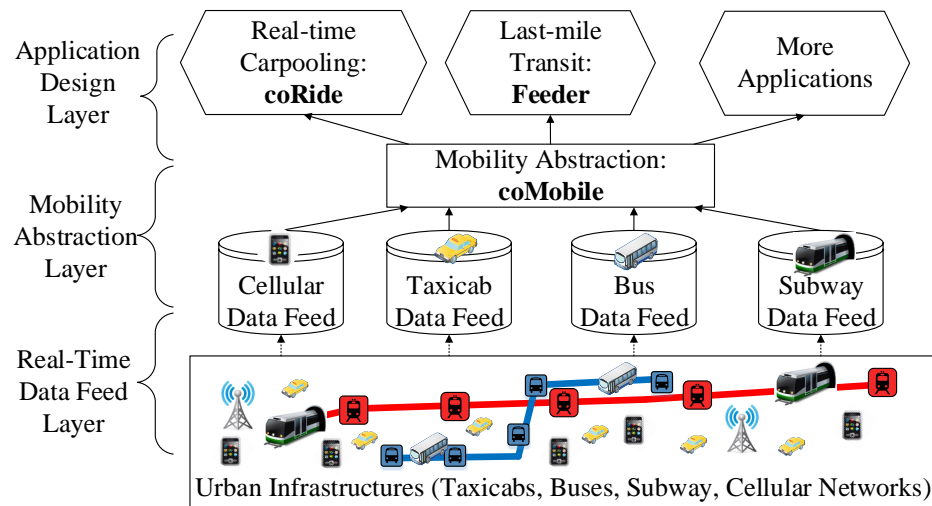 Application
Design
Layer
Real-time
Carpooling:
coRide
Last-mile
Transit:
Feeder
More
Applications
Mobility
Abstraction
Layer
Mobility Abstraction:
coMobile
Cellular
Data Feed
Taxicab
Data Feed
Bus
Data Feed
Subway
Data Feed
Real-Time
Data Feed
Layer
Urban Infrastructures (Taxicabs, Buses, Subway, Cellular Networks)